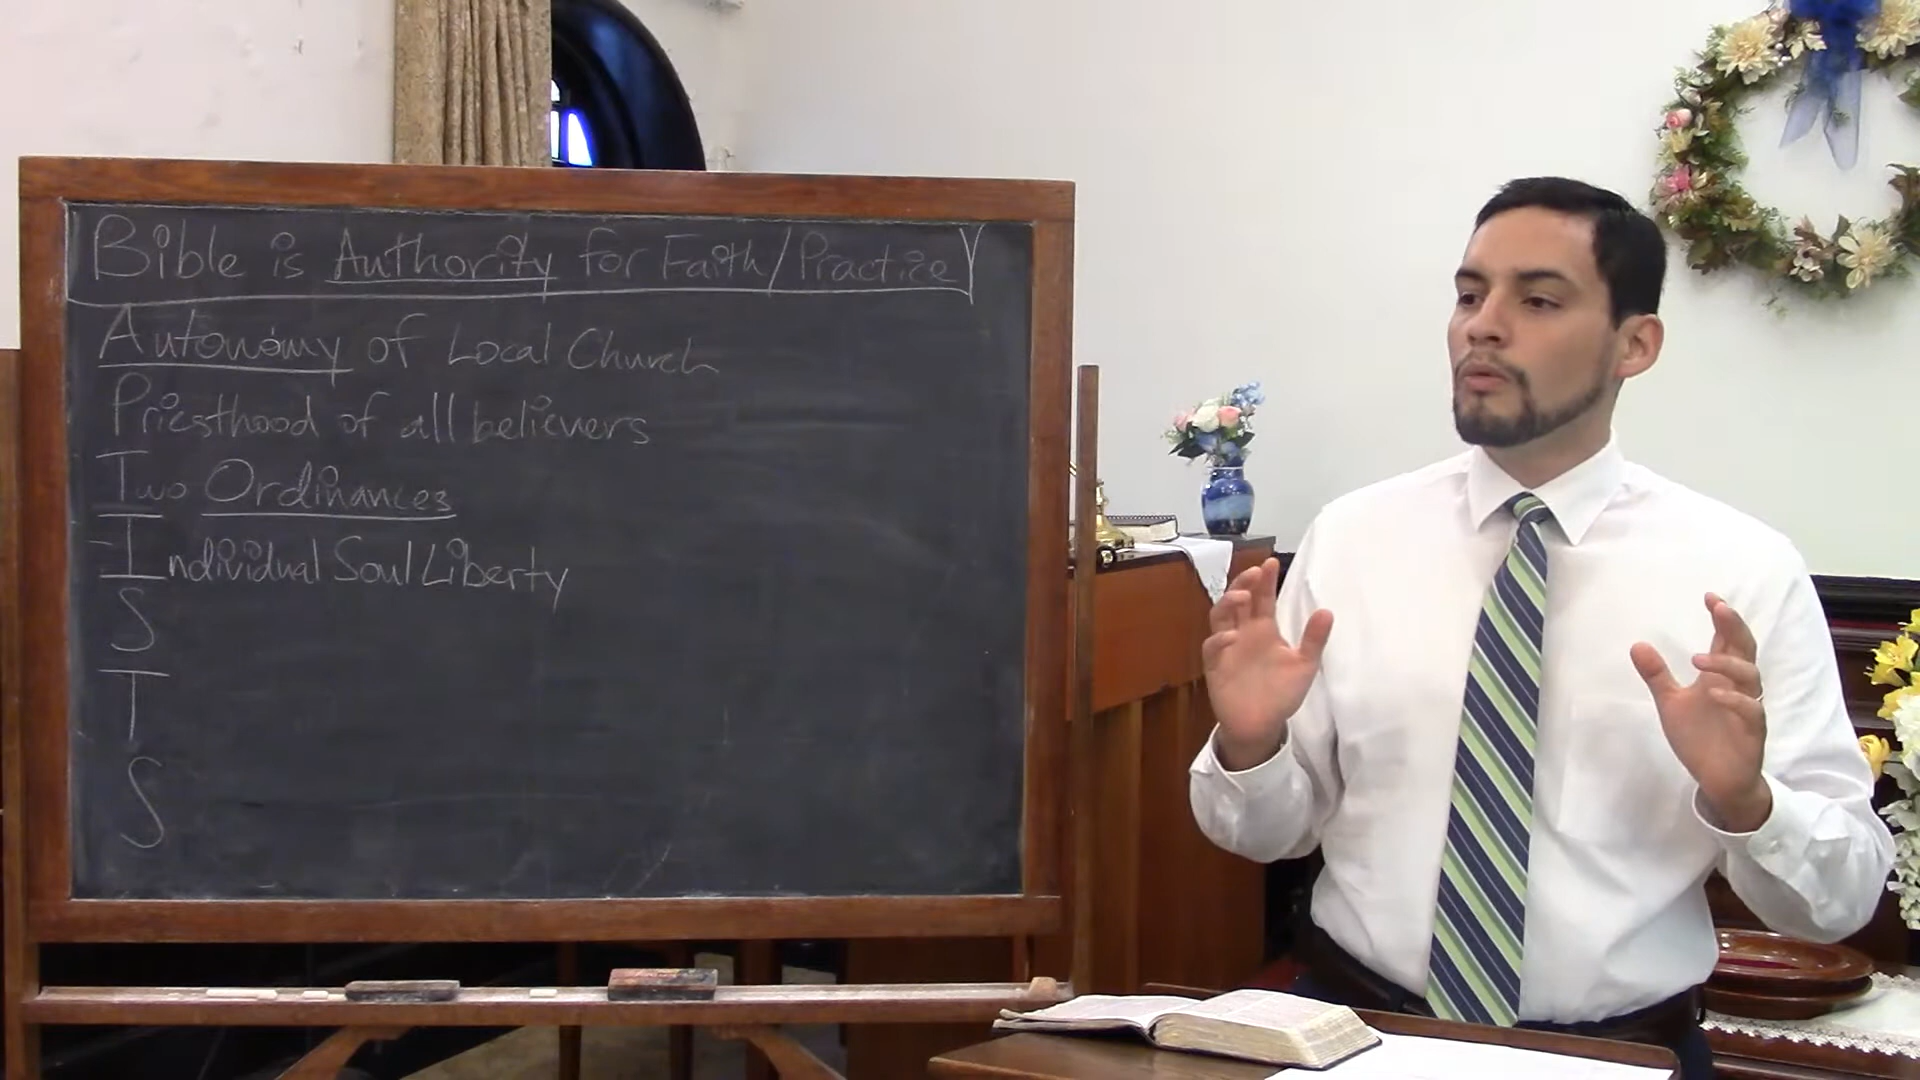 Bible is Authority for Faith/Practice
Autonomy of Local Church
Priesthood of all believers
Two Ordinances
Individual Soul Liberty
S
T
S